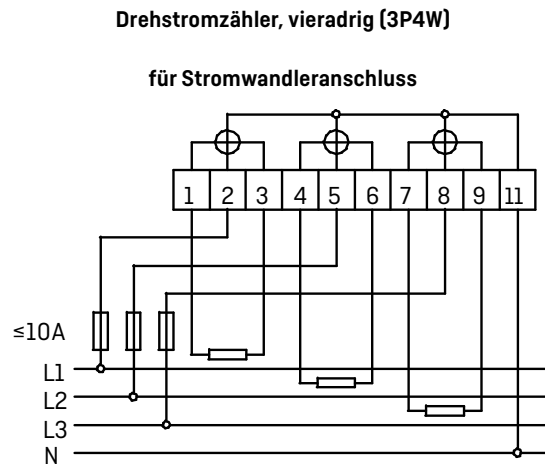 Drehstromzähler, vieradrig (3P4W)
für Stromwandleranschluss
1 2 3 4 5 6 7 8 9 11
≤10A
L1
L2
L3
N